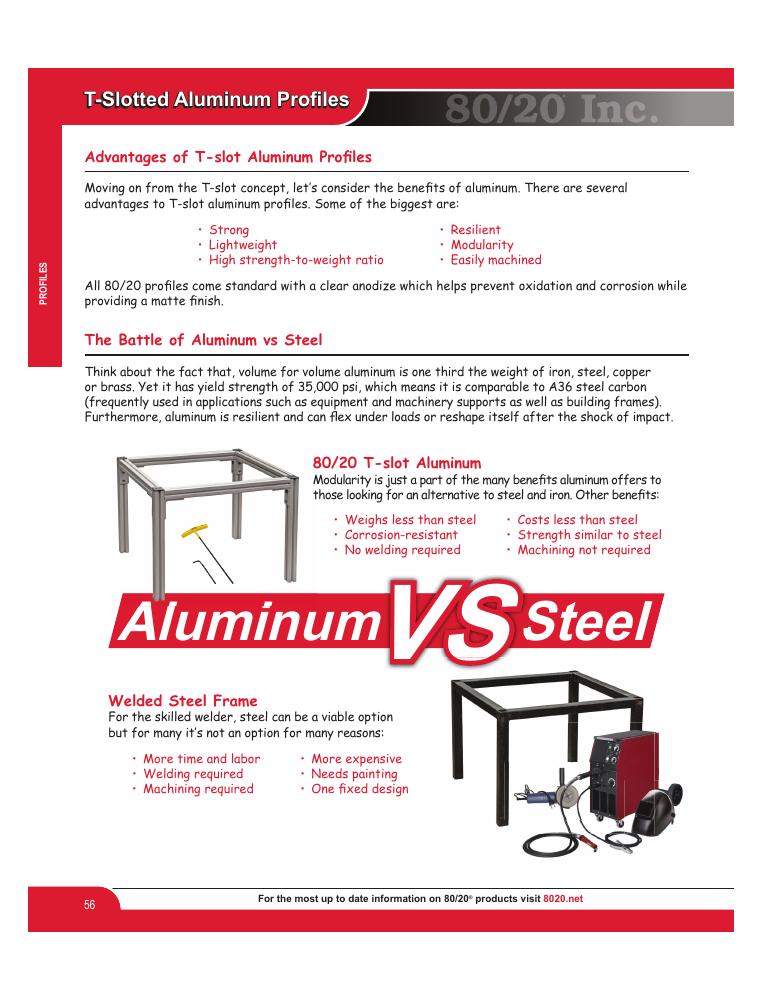 T-Slotted Aluminum Profiles
80/20 Inc.
PROFILES
Advantages of T-slot Aluminum Profiles
Moving on from the T-slot concept, let's consider the benefits of aluminum. There are several
advantages to T-slot aluminum profiles. Some of the biggest are:
• Strong
• Lightweight
• High strength-to-weight ratio
• Resilient
• Modularity
• Easily machined
All 80/20 profiles come standard with a clear anodize which helps prevent oxidation and corrosion while
providing a matte finish.
The Battle of Aluminum vs Steel
Think about the fact that, volume for volume aluminum is one third the weight of iron, steel, copper
or brass. Yet it has yield strength of 35,000 psi, which means it is comparable to A36 steel carbon
(frequently used in applications such as equipment and machinery supports as well as building frames).
Furthermore, aluminum is resilient and can flex under loads or reshape itself after the shock of impact.
80/20 T-slot Aluminum
Modularity is just a part of the many benefits aluminum offers to
those looking for an alternative to steel and iron. Other benefits:
• Weighs less than steel
• Corrosion-resistant
• No welding required
• Costs less than steel
• Strength similar to steel
• Machining not required
Aluminum VS Steel
Welded Steel Frame
For the skilled welder, steel can be a viable option
but for many it's not an option for many reasons:
• More time and labor
• Welding required
• Machining required
• More expensive
• Needs painting
• One fixed design
56
For the most up to date information on 80/20® products visit 8020.net